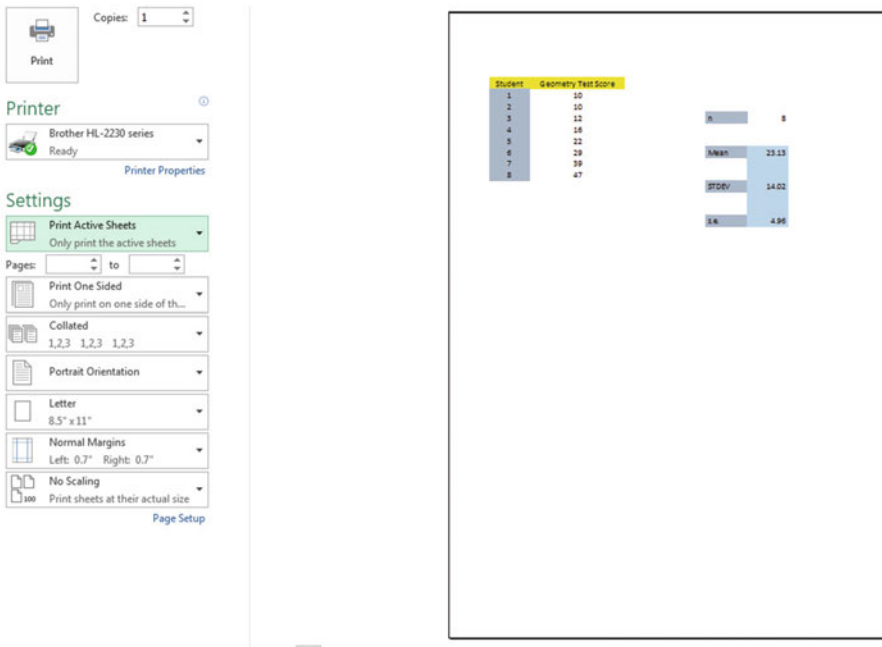 Copies: 1
Print
Printer
Brother HL-2230 series
Ready
Printer Properties
Settings
Print Active Sheets
Only print the active sheets
Pages: to
Print One Sided
Only print on one side of th...
Collated
1,2,3 1,2,3 1,2,3
Portrait Orientation
Letter
8.5" x 11"
Normal Margins
Left: 0.7" Right: 0.7"
No Scaling
100 Print sheets at their actual size
Page Setup
Student Geometry Test Score
1 10
2 10
3 12
4 16
5 22
6 29
7 39
8 47
n 8
Mean 23.13
STDEV 14.02
s.e. 4.96